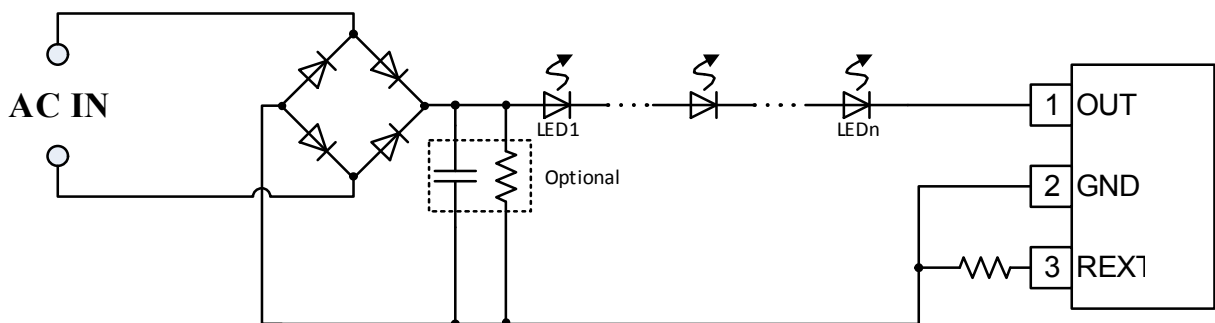 AC IN
LED1
LEDn
Optional
1 OUT
2 GND
3 REXT